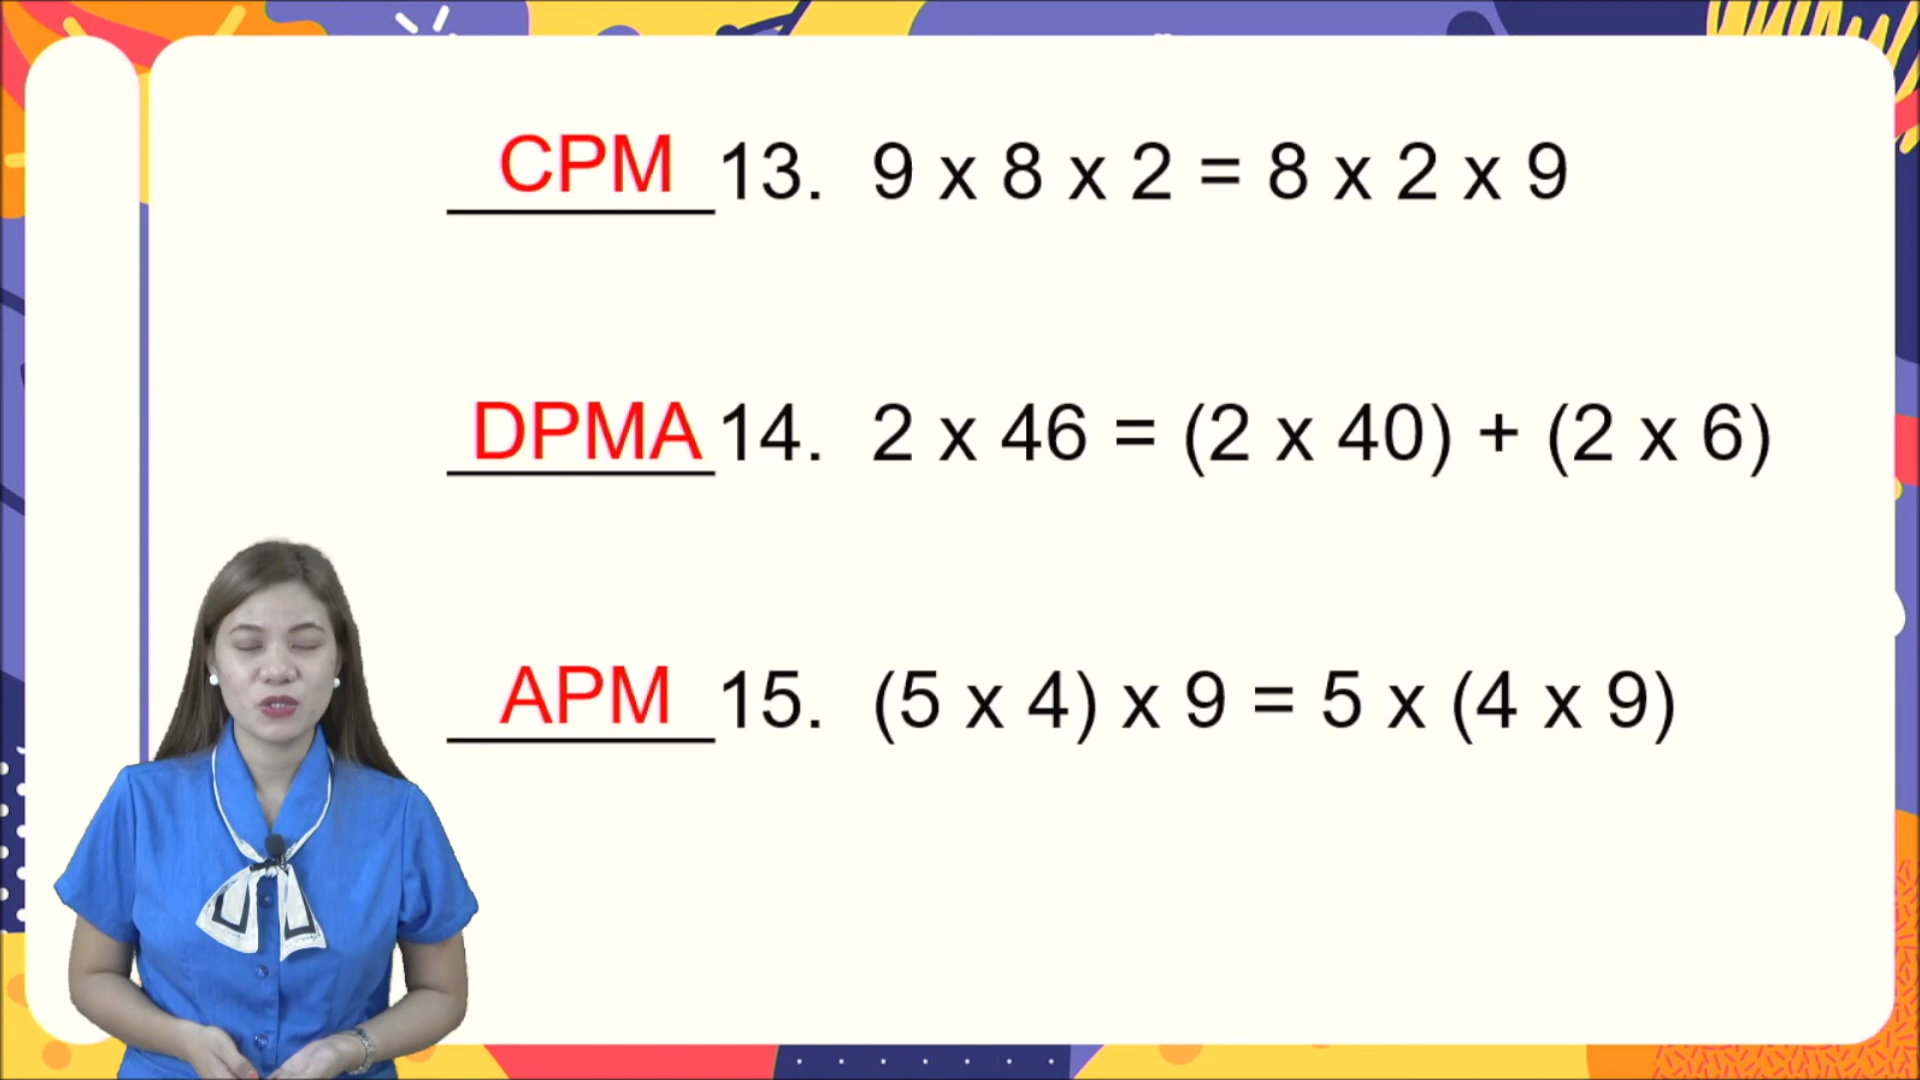 CPM 13. 9 x 8 x 2 = 8 x 2 x 9
DPMA 14. 2 x 46 = (2 x 40) + (2 x 6)
APM 15. (5 x 4) x 9 = 5 x (4 x 9)